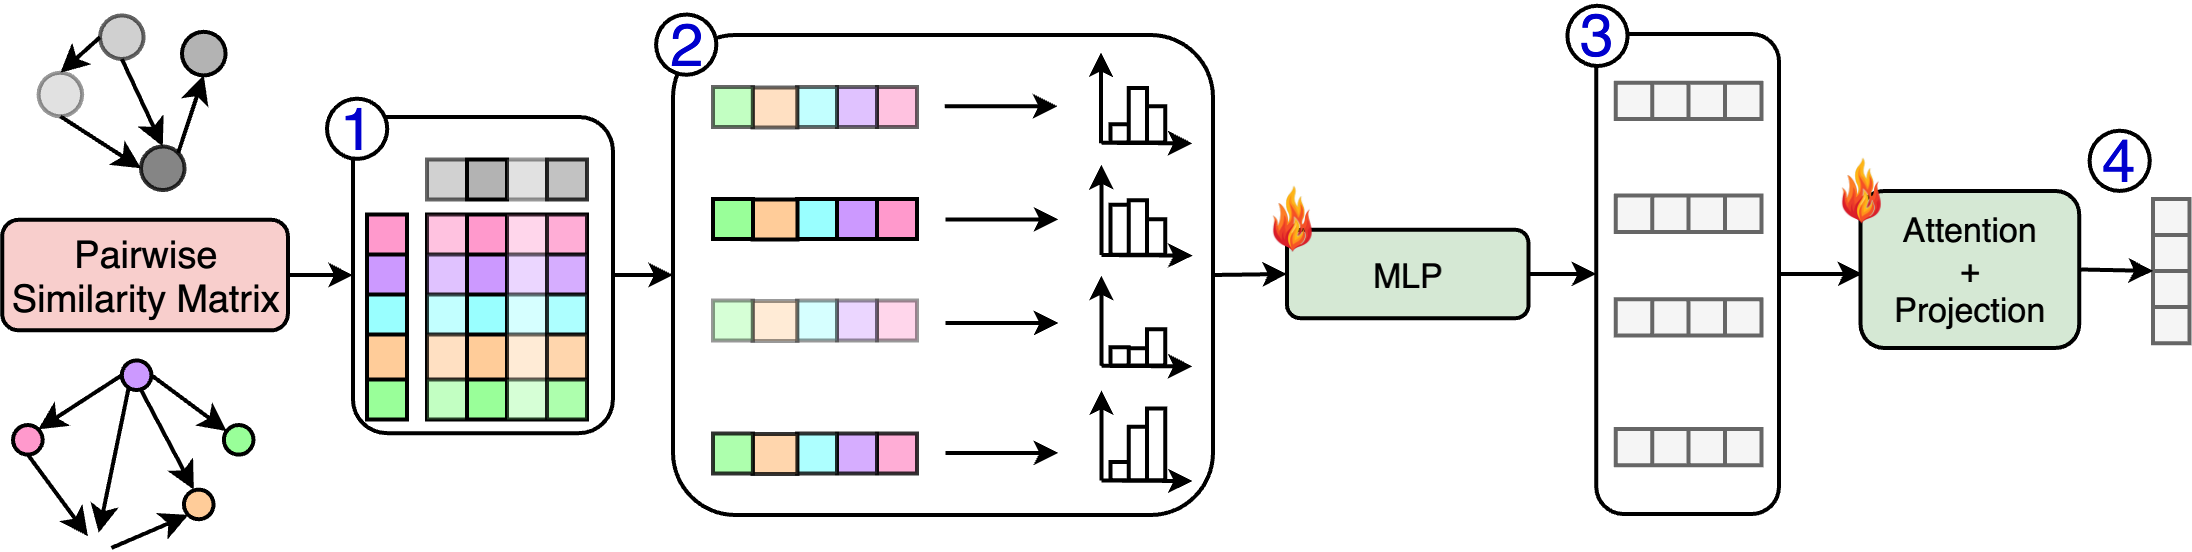 1
2
3
4
Pairwise
Similarity Matrix
MLP
Attention
+
Projection